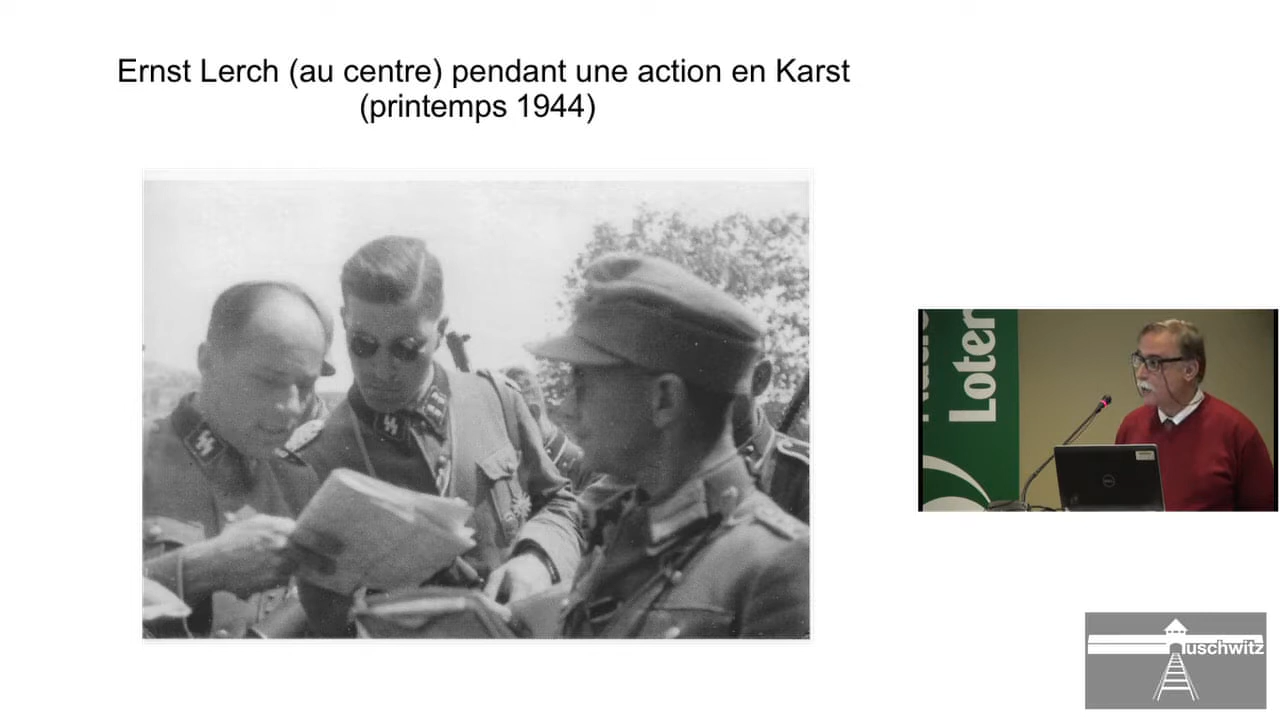 Ernst Lerch (au centre) pendant une action en Karst
(printemps 1944)
Loter
uschwitz